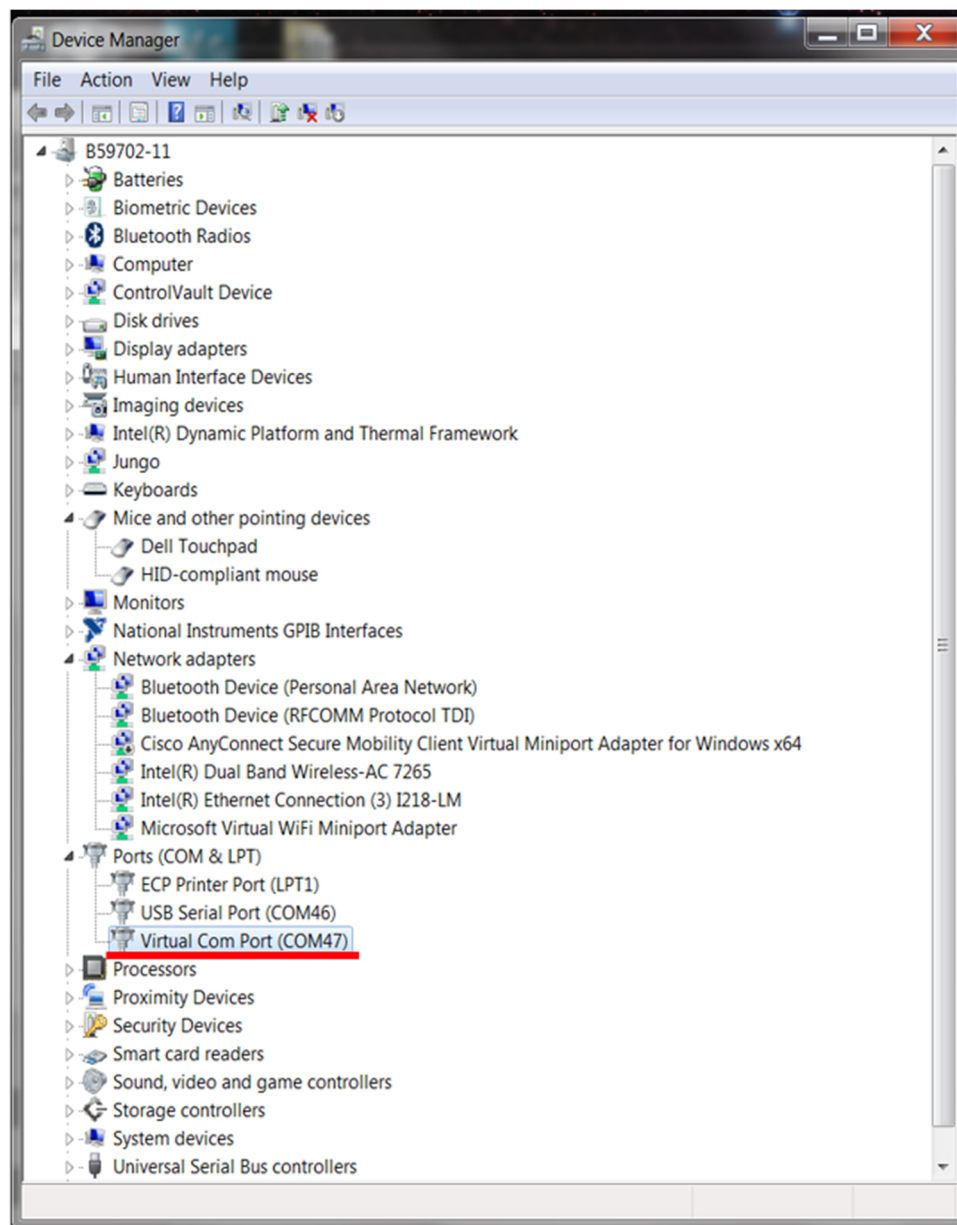 Device Manager
File Action View Help
B59702-11
Batteries
Biometric Devices
Bluetooth Radios
Computer
ControlVault Device
Disk drives
Display adapters
Human Interface Devices
Imaging devices
Intel(R) Dynamic Platform and Thermal Framework
Jungo
Keyboards
Mice and other pointing devices
Dell Touchpad
HID-compliant mouse
Monitors
National Instruments GPIB Interfaces
Network adapters
Bluetooth Device (Personal Area Network)
Bluetooth Device (RFCOMM Protocol TDI)
Cisco AnyConnect Secure Mobility Client Virtual Miniport Adapter for Windows x64
Intel(R) Dual Band Wireless-AC 7265
Intel(R) Ethernet Connection (3) I218-LM
Microsoft Virtual WiFi Miniport Adapter
Ports (COM & LPT)
ECP Printer Port (LPT1)
USB Serial Port (COM46)
Virtual Com Port (COM47)
Processors
Proximity Devices
Security Devices
Smart card readers
Sound, video and game controllers
Storage controllers
System devices
Universal Serial Bus controllers